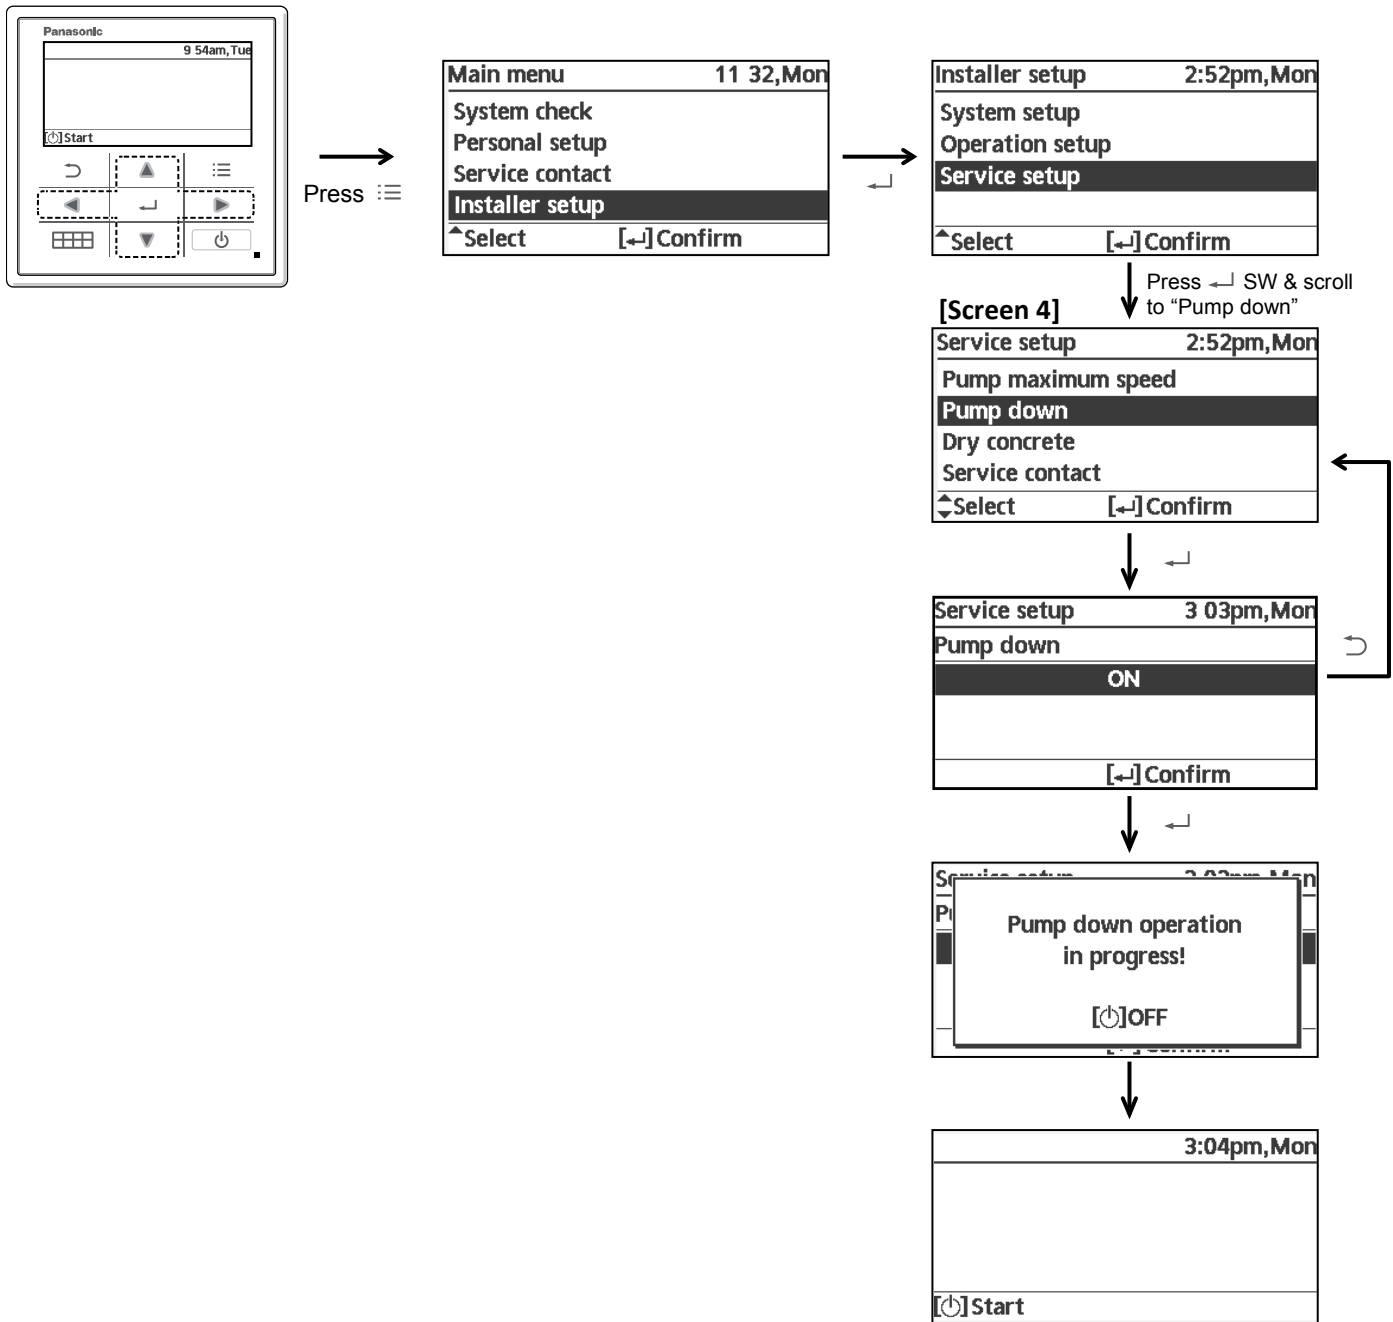 Panasonic
9 54am,Tue
[⏻]Start
Press
Main menu 11 32,Mon
System check
Personal setup
Service contact
Installer setup
Select [↵]Confirm
Installer setup 2:52pm,Mon
System setup
Operation setup
Service setup
Select [↵]Confirm
Press ↵ SW & scroll
to “Pump down”
[Screen 4]
Service setup 2:52pm,Mon
Pump maximum speed
Pump down
Dry concrete
Service contact
Select [↵]Confirm
Service setup 3 03pm,Mon
Pump down
ON
[↵]Confirm
Pump down operation
in progress!
[⏻]OFF
3:04pm,Mon
[⏻]Start